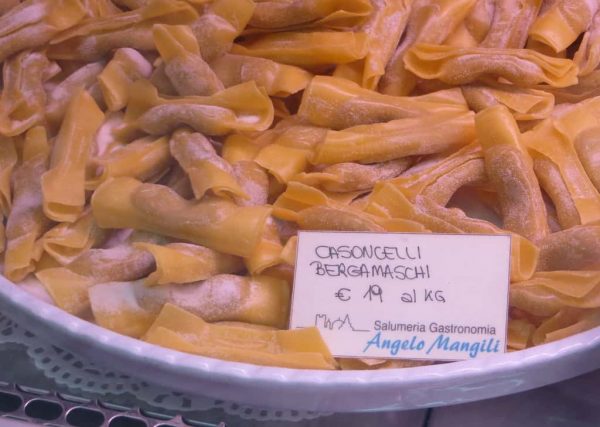 CASONCELLI
BERGAMASCHI
€ 19 al KG
Salumeria Gastronomia
Angelo Mangili